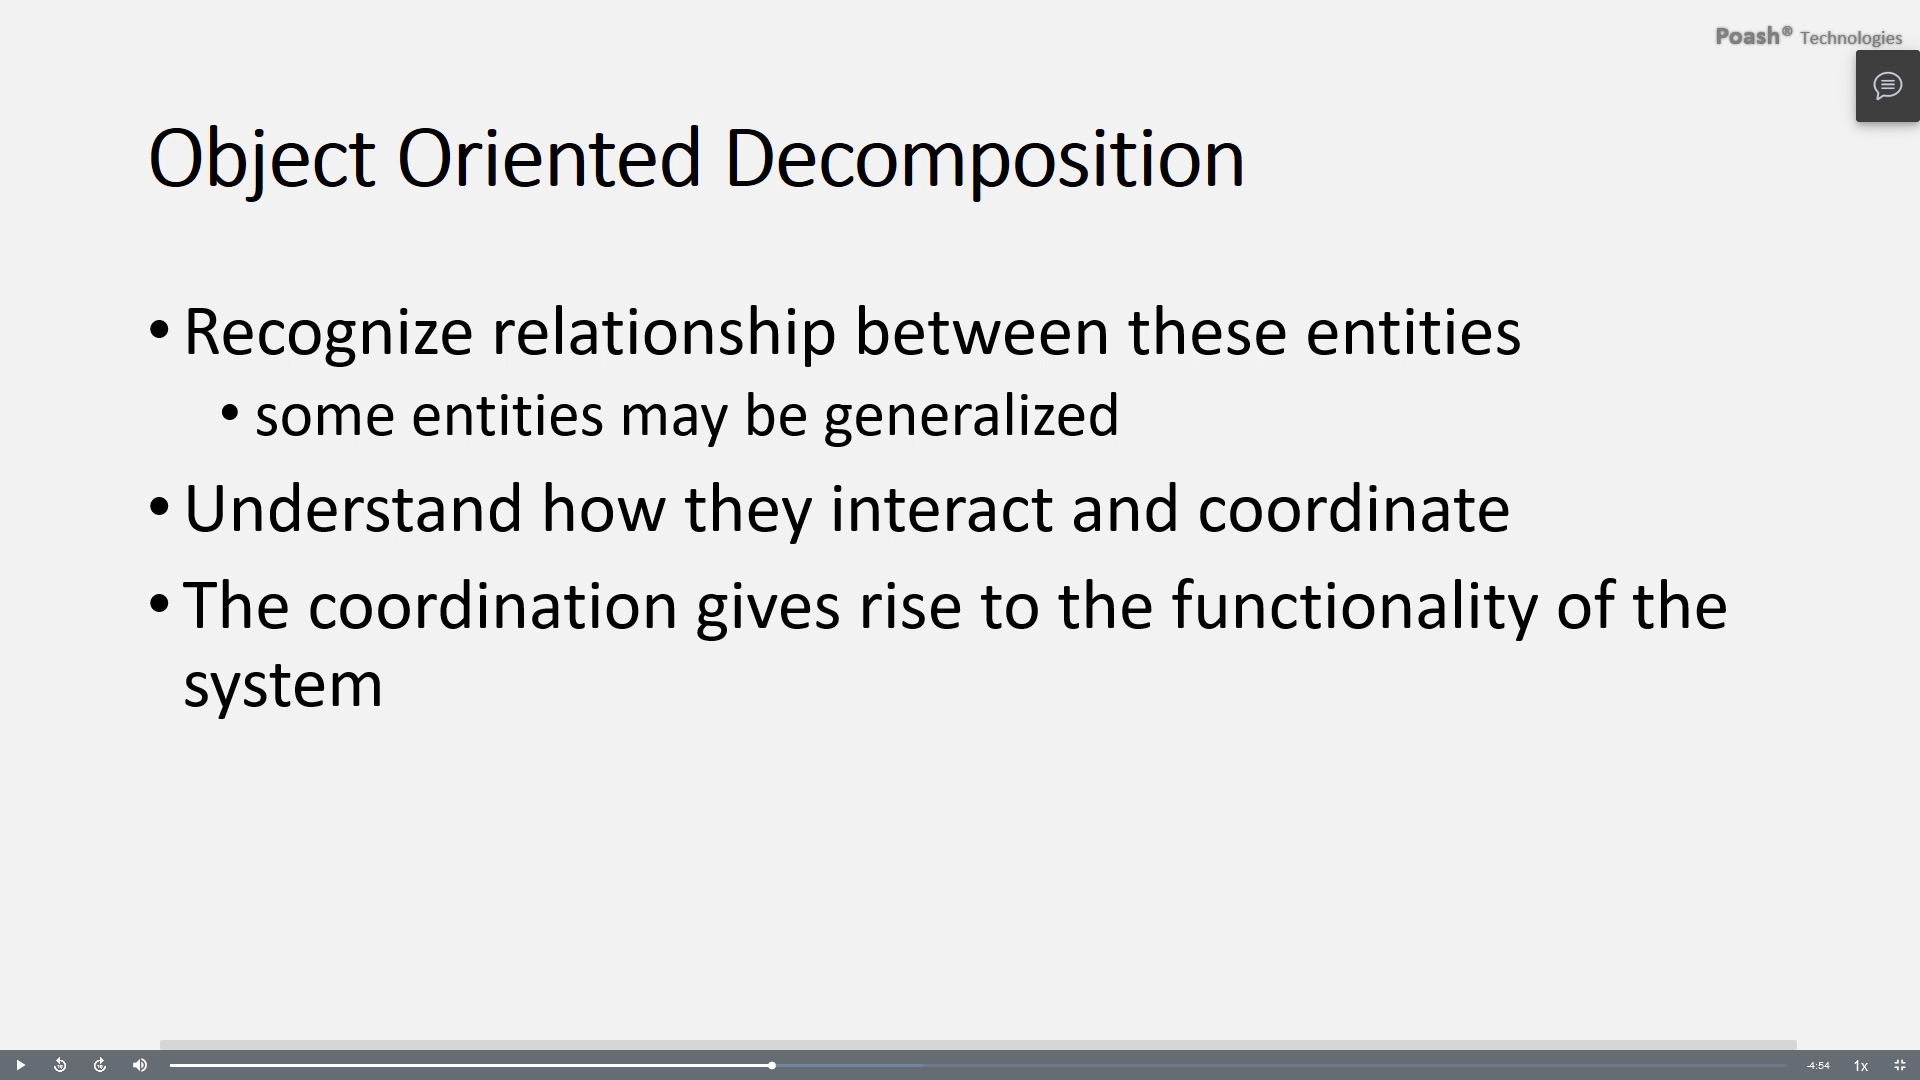 Poash® Technologies
Object Oriented Decomposition
• Recognize relationship between these entities
• some entities may be generalized
• Understand how they interact and coordinate
• The coordination gives rise to the functionality of the
system
-4:54 1x